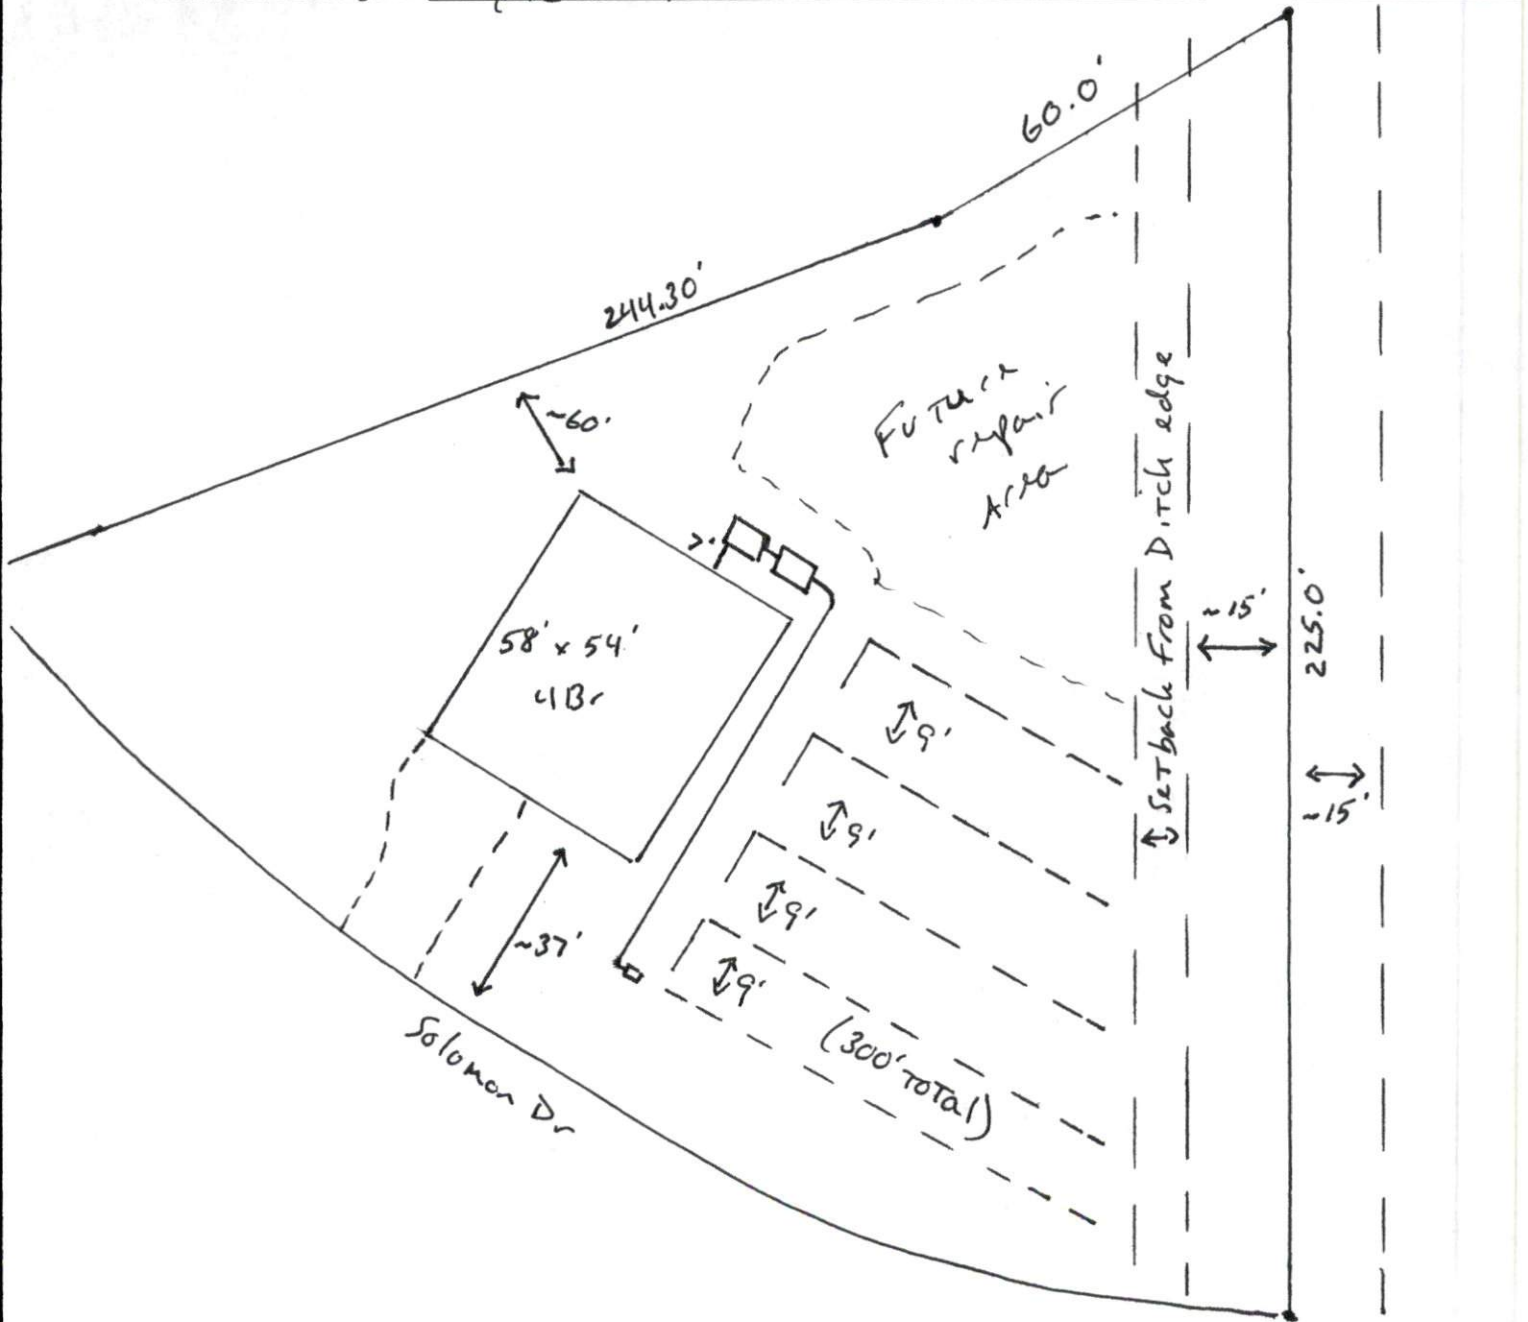 60.0'
244.30'
~60'
Future
repair
Area
Setback From Ditch edge
~15'
225.0'
~15'
58' x 54'
4Br
9'
9'
9'
9'
~37'
(300' Total)
Solomon Dr